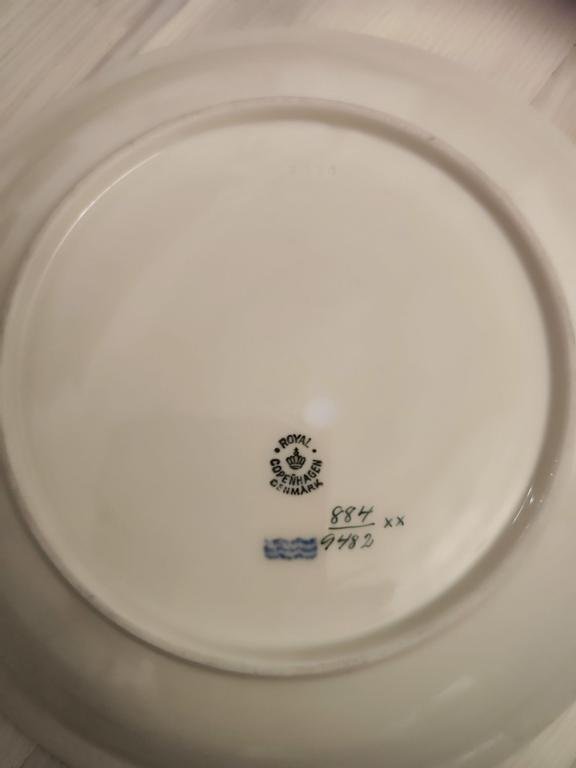 ROYAL
COPENHAGEN
DENMARK
884
9482
xx